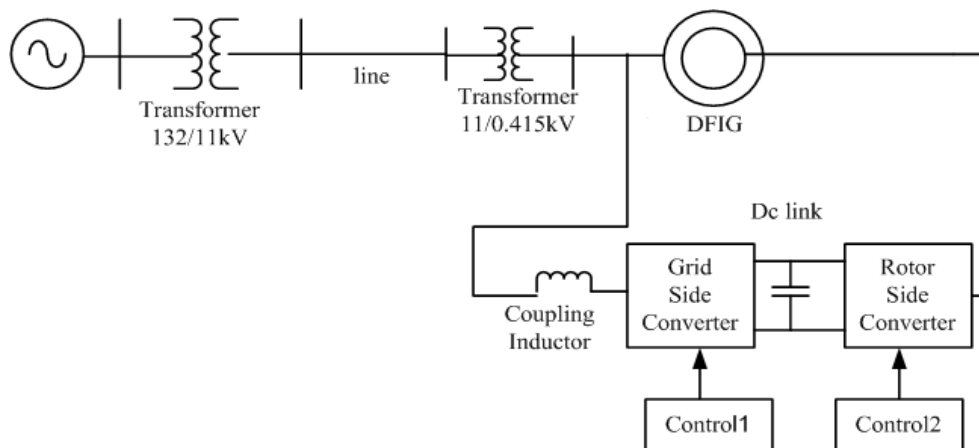 line
Transformer
132/11kV
Transformer
11/0.415kV
DFIG
Dc link
Grid
Side
Converter
Rotor
Side
Converter
Coupling
Inductor
Control1
Control2